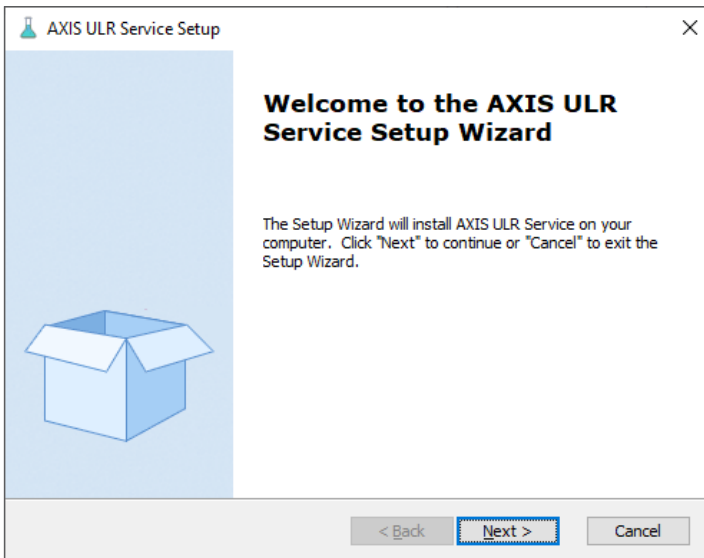 AXIS ULR Service Setup
Welcome to the AXIS ULR
Service Setup Wizard
The Setup Wizard will install AXIS ULR Service on your
computer. Click "Next" to continue or "Cancel" to exit the
Setup Wizard.
< Back Next > Cancel